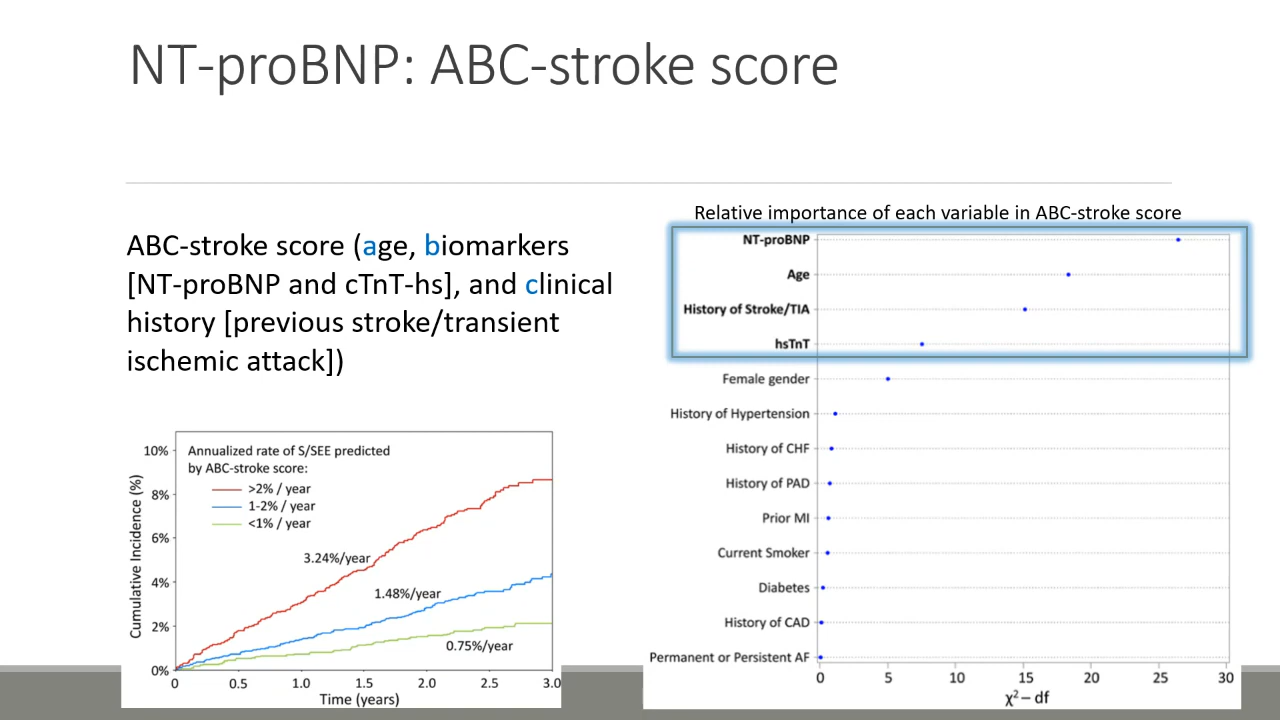 NT-proBNP: ABC-stroke score
ABC-stroke score (age, biomarkers
[NT-proBNP and cTnT-hs], and clinical
history [previous stroke/transient
ischemic attack])
Cumulative Incidence (%)
10%
8%
6%
4%
2%
0%
Annualized rate of S/SEE predicted
by ABC-stroke score:
>2% / year
1-2% / year
<1% / year
3.24%/year
1.48%/year
0.75%/year
0 0.5 1.0 1.5 2.0 2.5 3.0
Time (years)
Relative importance of each variable in ABC-stroke score
NT-proBNP
Age
History of Stroke/TIA
hsTnT
Female gender
History of Hypertension
History of CHF
History of PAD
Prior MI
Current Smoker
Diabetes
History of CAD
Permanent or Persistent AF
0 5 10 15 20 25 30
χ² – df